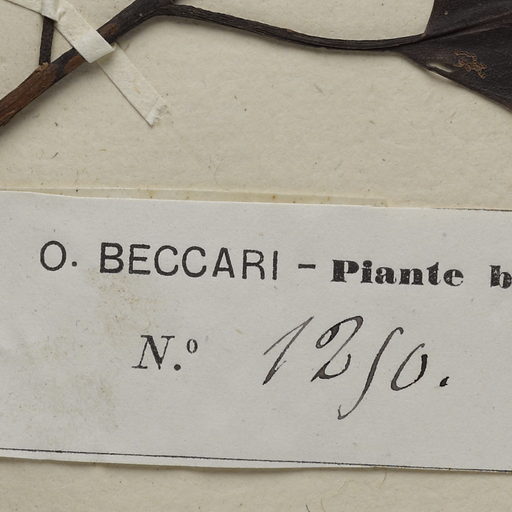 O. BECCARI – Piante b
N.º 1250.